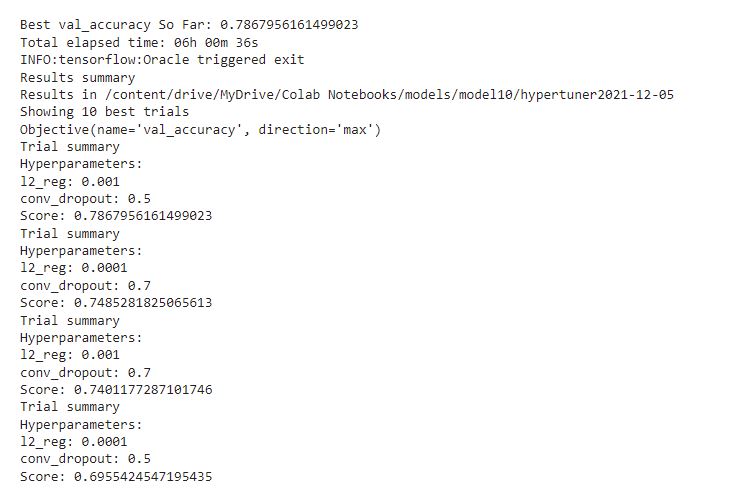 Best val_accuracy So Far: 0.7867956161499023
Total elapsed time: 06h 00m 36s
INFO:tensorflow:Oracle triggered exit
Results summary
Results in /content/drive/MyDrive/Colab Notebooks/models/model10/hypertuner2021-12-05
Showing 10 best trials
Objective(name='val_accuracy', direction='max')
Trial summary
Hyperparameters:
l2_reg: 0.001
conv_dropout: 0.5
Score: 0.7867956161499023
Trial summary
Hyperparameters:
l2_reg: 0.0001
conv_dropout: 0.7
Score: 0.7485281825065613
Trial summary
Hyperparameters:
l2_reg: 0.001
conv_dropout: 0.7
Score: 0.7401177287101746
Trial summary
Hyperparameters:
l2_reg: 0.0001
conv_dropout: 0.5
Score: 0.6955424547195435